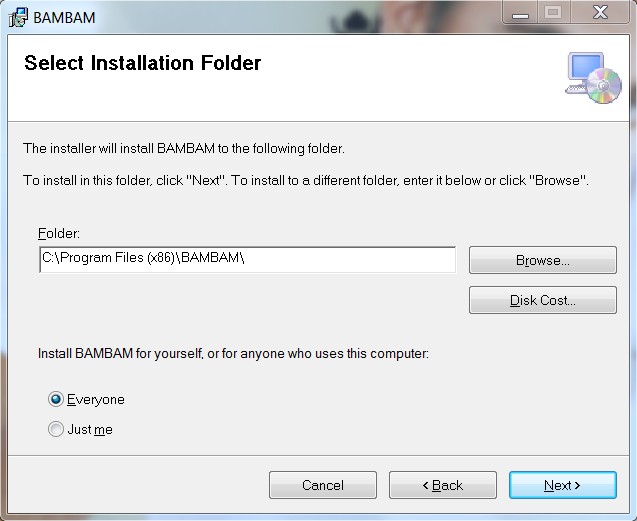 BAMBAM
Select Installation Folder
The installer will install BAMBAM to the following folder.
To install in this folder, click "Next". To install to a different folder, enter it below or click "Browse".
Folder:
C:\Program Files (x86)\BAMBAM\
Browse...
Disk Cost...
Install BAMBAM for yourself, or for anyone who uses this computer:
Everyone
Just me
Cancel
< Back
Next >